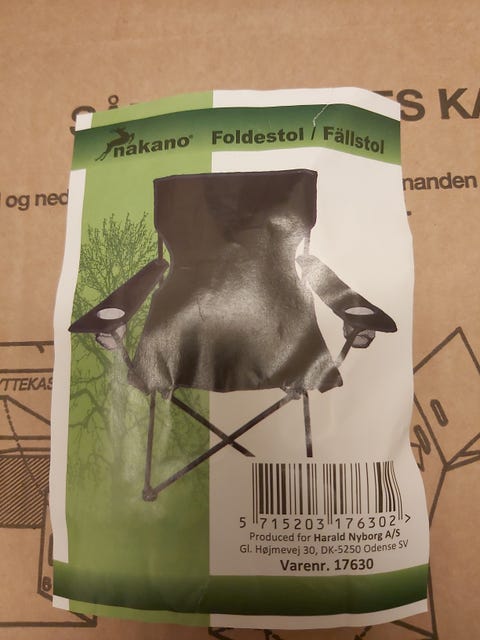 ES KA
nakano® Foldestol / Fällstol
og ned
manden
YTTEKAS
5 715203 176302 >
Produced for Harald Nyborg A/S
Gl. Højmevej 30, DK-5250 Odense SV
Varenr. 17630